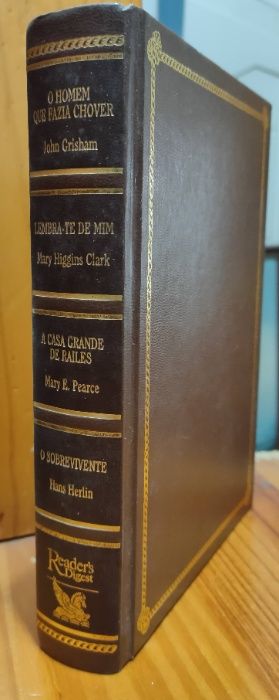 O HOMEM
QUE FAZIA CHOVER
John Grisham
LEMBRA-TE DE MIM
Mary Higgins Clark
A CASA GRANDE
DE RAILES
Mary E. Pearce
O SOBREVIVENTE
Hans Herlin
Reader's
Digest